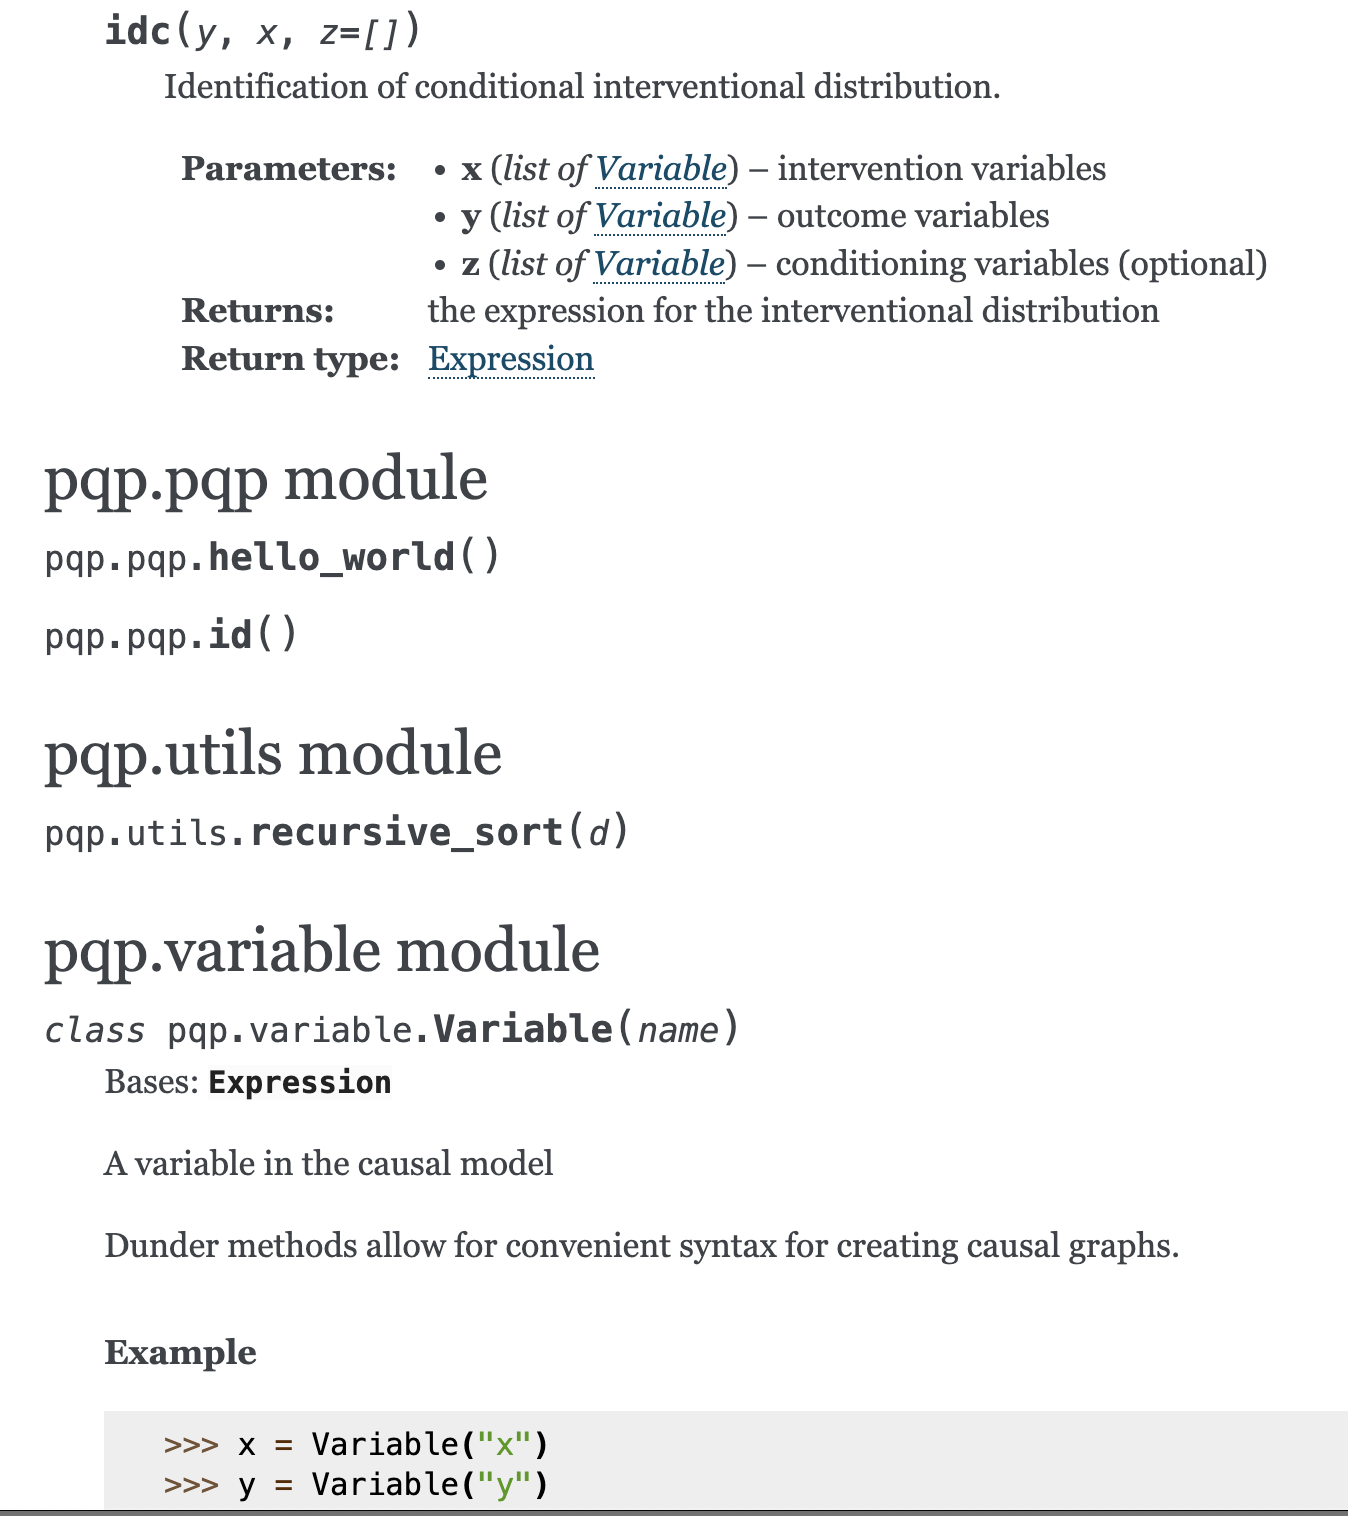 idc(y, x, z=[])
Identification of conditional interventional distribution.
Parameters: • x (list of Variable) – intervention variables
• y (list of Variable) – outcome variables
• z (list of Variable) – conditioning variables (optional)
Returns: the expression for the interventional distribution
Return type: Expression
pqp.pqp module
pqp.pqp.hello_world()
pqp.pqp.id()
pqp.utils module
pqp.utils.recursive_sort(d)
pqp.variable module
class pqp.variable.Variable(name)
Bases: Expression
A variable in the causal model
Dunder methods allow for convenient syntax for creating causal graphs.
Example
>>> x = Variable("x")
>>> y = Variable("y")